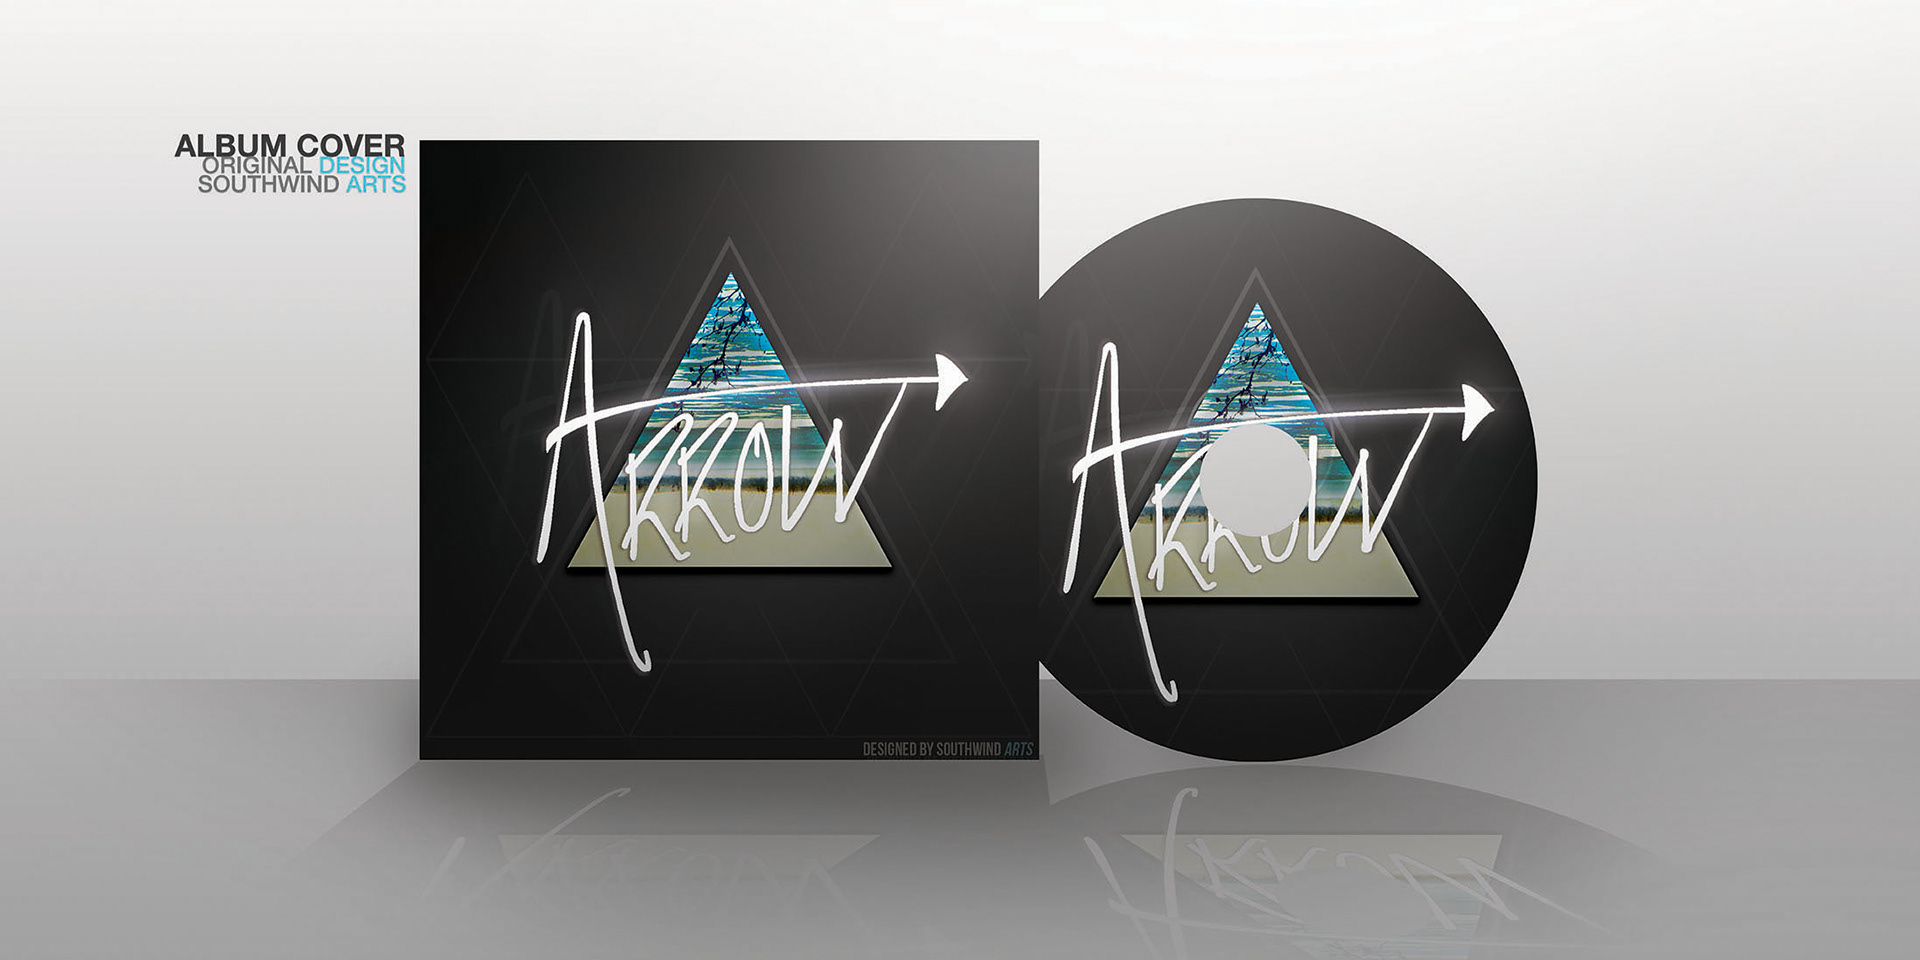 ALBUM COVER
ORIGINAL DESIGN
SOUTHWIND ARTS
ARROW
DESIGNED BY SOUTHWIND ARTS
ARROW